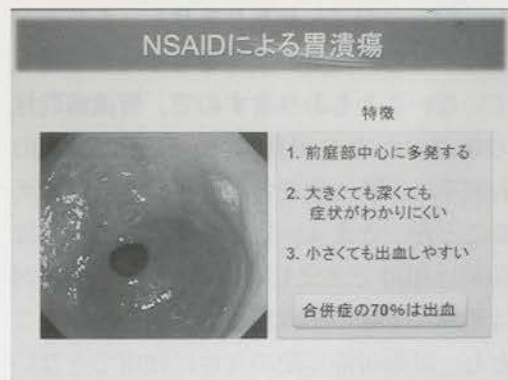 NSAIDによる胃潰瘍
特徴
1. 前庭部中心に多発する
2. 大きくても深くても
症状がわかりにくい
3. 小さくても出血しやすい
合併症の70%は出血